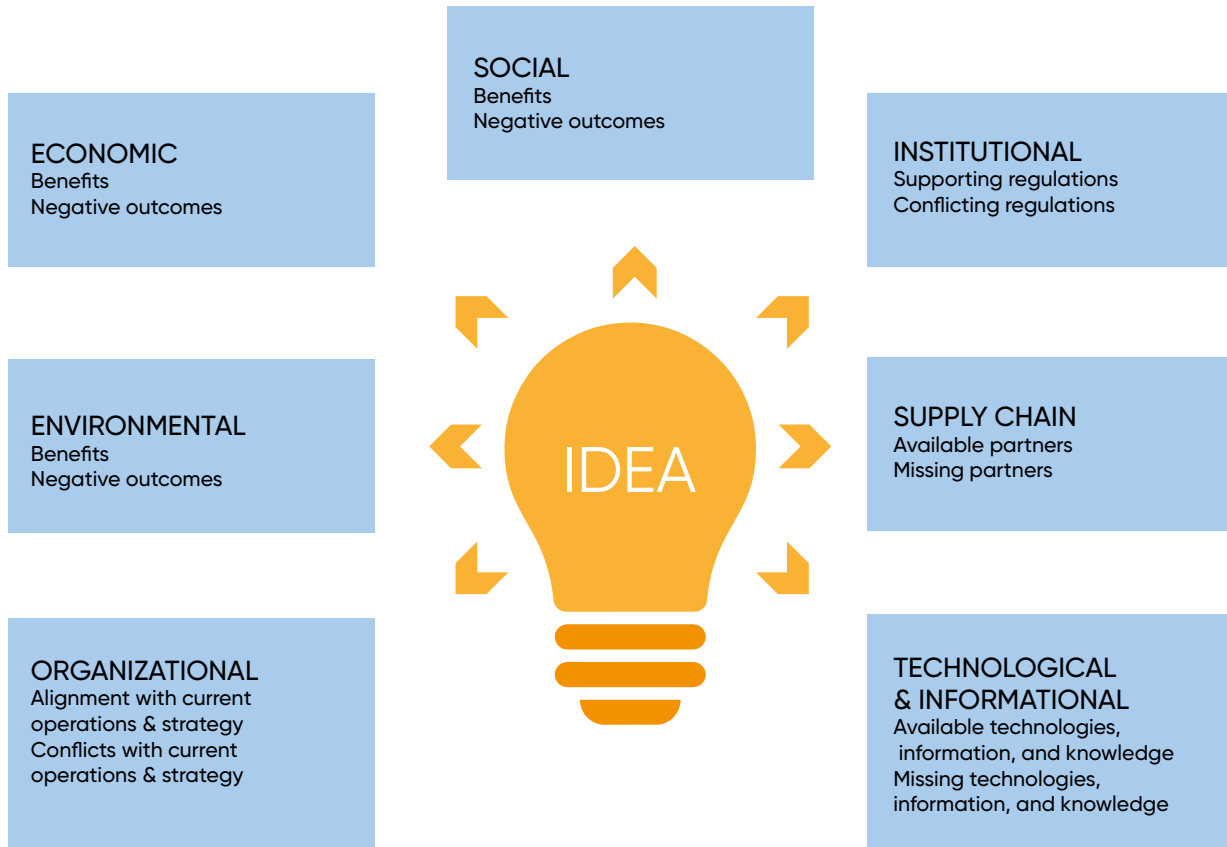 SOCIAL
Benefits
Negative outcomes
ECONOMIC
Benefits
Negative outcomes
INSTITUTIONAL
Supporting regulations
Conflicting regulations
ENVIRONMENTAL
Benefits
Negative outcomes
IDEA
SUPPLY CHAIN
Available partners
Missing partners
ORGANIZATIONAL
Alignment with current
operations & strategy
Conflicts with current
operations & strategy
TECHNOLOGICAL
& INFORMATIONAL
Available technologies,
information, and knowledge
Missing technologies,
information, and knowledge